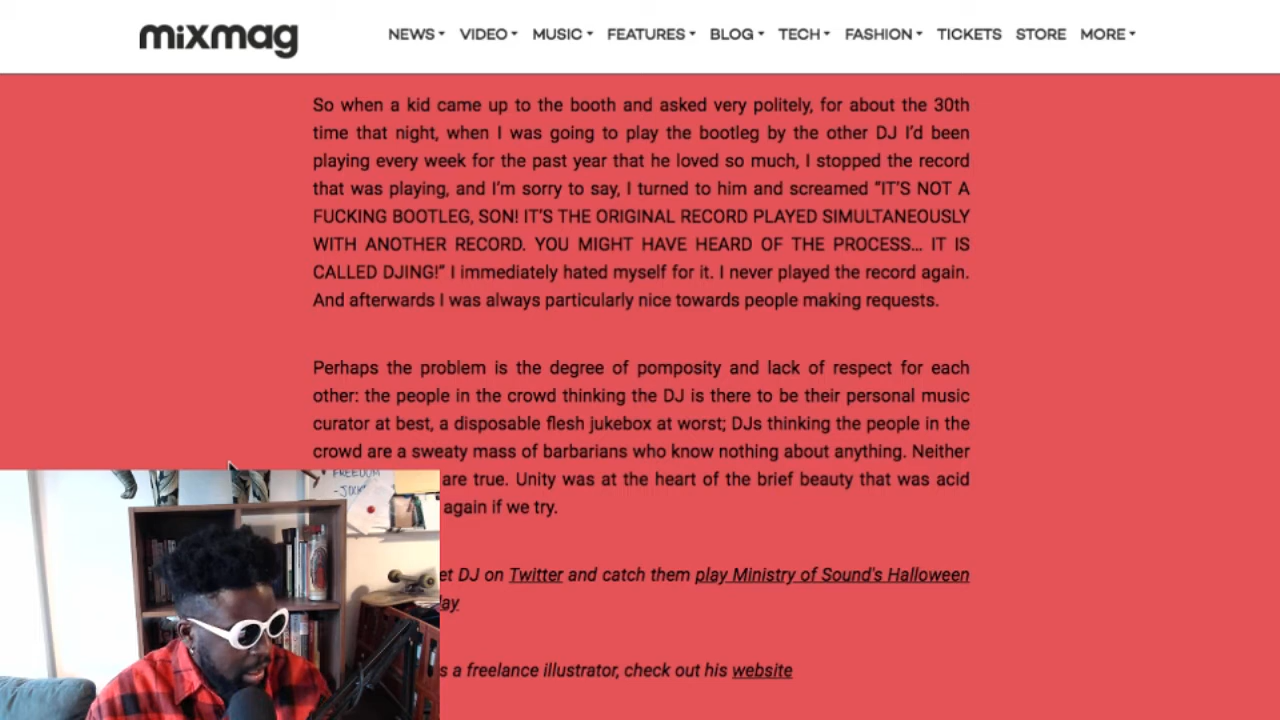 mixmag
NEWS VIDEO MUSIC FEATURES BLOG TECH FASHION TICKETS STORE MORE
So when a kid came up to the booth and asked very politely, for about the 30th
time that night, when I was going to play the bootleg by the other DJ I’d been
playing every week for the past year that he loved so much, I stopped the record
that was playing, and I’m sorry to say, I turned to him and screamed “IT’S NOT A
FUCKING BOOTLEG, SON! IT’S THE ORIGINAL RECORD PLAYED SIMULTANEOUSLY
WITH ANOTHER RECORD. YOU MIGHT HAVE HEARD OF THE PROCESS… IT IS
CALLED DJING!” I immediately hated myself for it. I never played the record again.
And afterwards I was always particularly nice towards people making requests.
Perhaps the problem is the degree of pomposity and lack of respect for each
other: the people in the crowd thinking the DJ is there to be their personal music
curator at best, a disposable flesh jukebox at worst; DJs thinking the people in the
crowd are a sweaty mass of barbarians who know nothing about anything. Neither
are true. Unity was at the heart of the brief beauty that was acid
again if we try.
et DJ on Twitter and catch them play Ministry of Sound's Halloween
ay
s a freelance illustrator, check out his website
FREEDOM